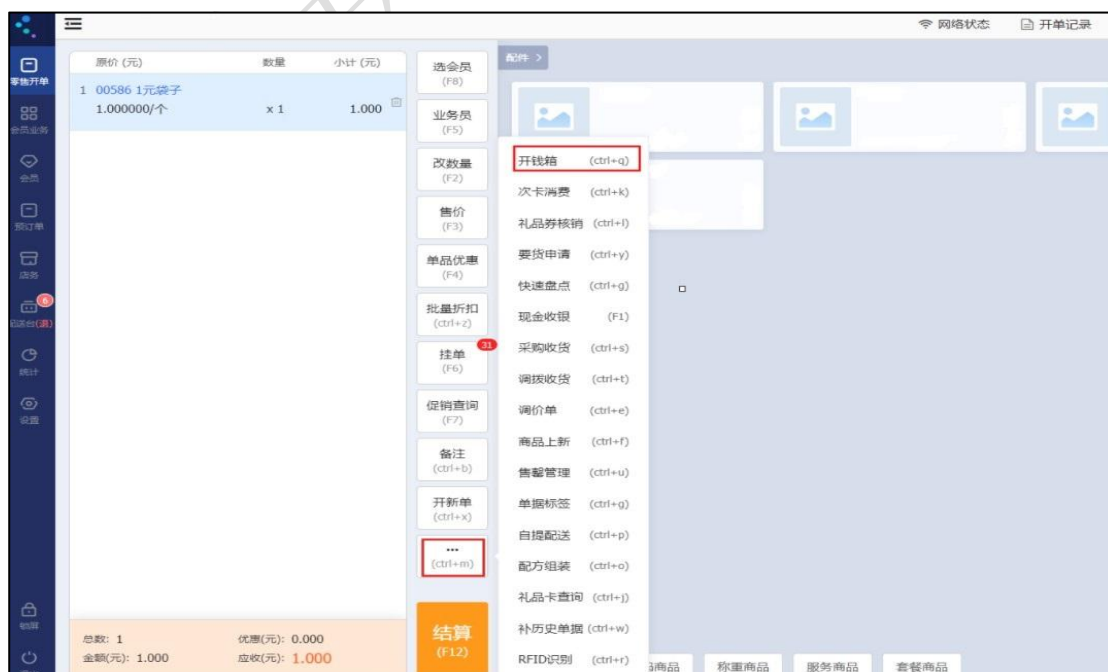 网络状态
开单记录
零售开单
会员业务
会员
预订单
店务
6
(退)
统计
设置
锁屏
原价 (元) 数量 小计 (元)
1 00586 1元袋子
1.000000/个 x 1 1.000
总数: 1 优惠(元): 0.000
金额(元): 1.000 应收(元): 1.000
选会员
(F8)
业务员
(F5)
改数量
(F2)
售价
(F3)
单品优惠
(F4)
批量折扣
(ctrl+z)
31
挂单
(F6)
促销查询
(F7)
备注
(ctrl+b)
开新单
(ctrl+x)
•••
(ctrl+m)
结算
(F12)
配件 >
开钱箱 (ctrl+q)
次卡消费 (ctrl+k)
礼品券核销 (ctrl+l)
要货申请 (ctrl+y)
快速盘点 (ctrl+g)
现金收银 (F1)
采购收货 (ctrl+s)
调拨收货 (ctrl+t)
调价单 (ctrl+e)
商品上新 (ctrl+f)
售罄管理 (ctrl+u)
单据标签 (ctrl+g)
自提配送 (ctrl+p)
配方组装 (ctrl+o)
礼品卡查询 (ctrl+j)
补历史单据 (ctrl+w)
RFID识别 (ctrl+r)
商品 称重商品 服务商品 套餐商品